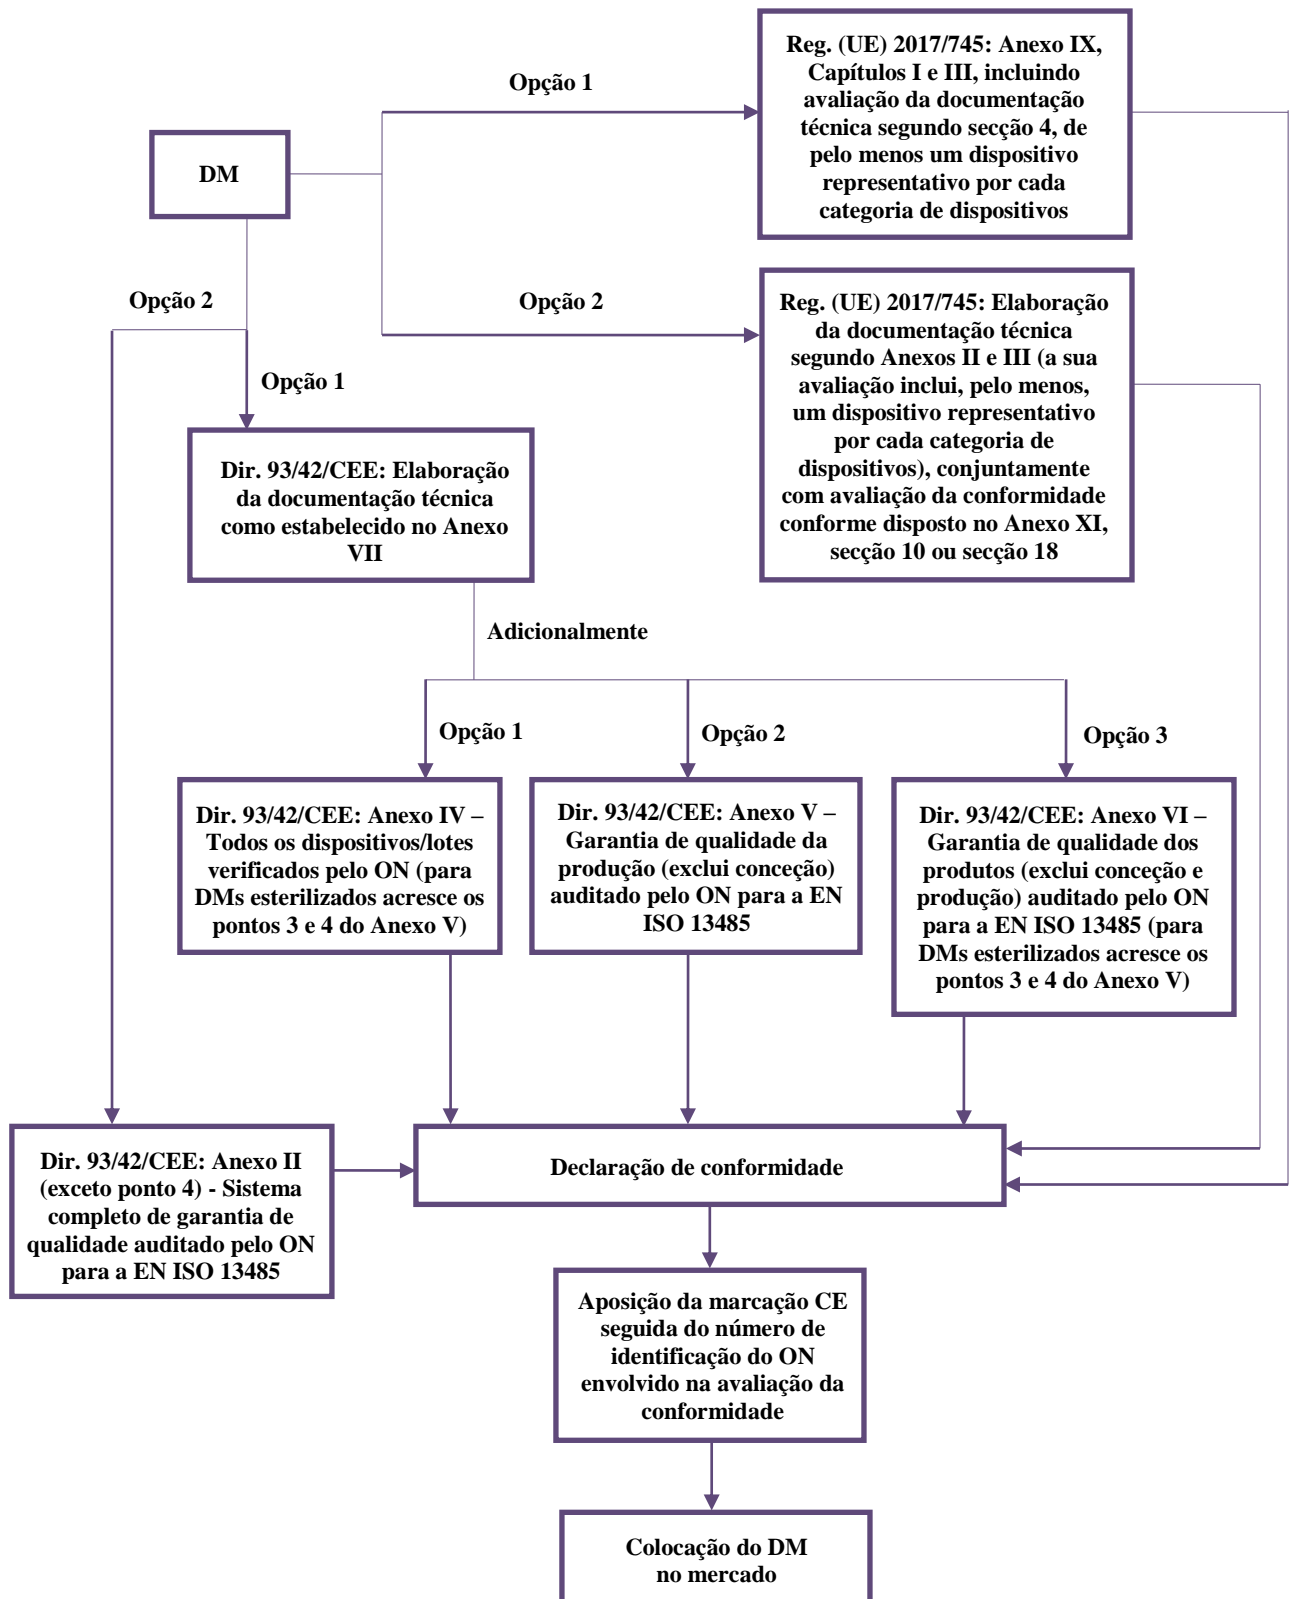 Reg. (UE) 2017/745: Anexo IX,
Capítulos I e III, incluindo
avaliação da documentação
técnica segundo secção 4, de
pelo menos um dispositivo
representativo por cada
categoria de dispositivos
Opção 1
DM
Opção 2
Opção 2
Reg. (UE) 2017/745: Elaboração
da documentação técnica
segundo Anexos II e III (a sua
avaliação inclui, pelo menos,
um dispositivo representativo
por cada categoria de
dispositivos), conjuntamente
com avaliação da conformidade
conforme disposto no Anexo XI,
secção 10 ou secção 18
Opção 1
Dir. 93/42/CEE: Elaboração
da documentação técnica
como estabelecido no Anexo
VII
Adicionalmente
Opção 1
Opção 2
Opção 3
Dir. 93/42/CEE: Anexo IV –
Todos os dispositivos/lotes
verificados pelo ON (para
DMs esterilizados acresce os
pontos 3 e 4 do Anexo V)
Dir. 93/42/CEE: Anexo V –
Garantia de qualidade da
produção (exclui conceção)
auditado pelo ON para a EN
ISO 13485
Dir. 93/42/CEE: Anexo VI –
Garantia de qualidade dos
produtos (exclui conceção e
produção) auditado pelo ON
para a EN ISO 13485 (para
DMs esterilizados acresce os
pontos 3 e 4 do Anexo V)
Dir. 93/42/CEE: Anexo II
(exceto ponto 4) - Sistema
completo de garantia de
qualidade auditado pelo ON
para a EN ISO 13485
Declaração de conformidade
Aposição da marcação CE
seguida do número de
identificação do ON
envolvido na avaliação da
conformidade
Colocação do DM
no mercado